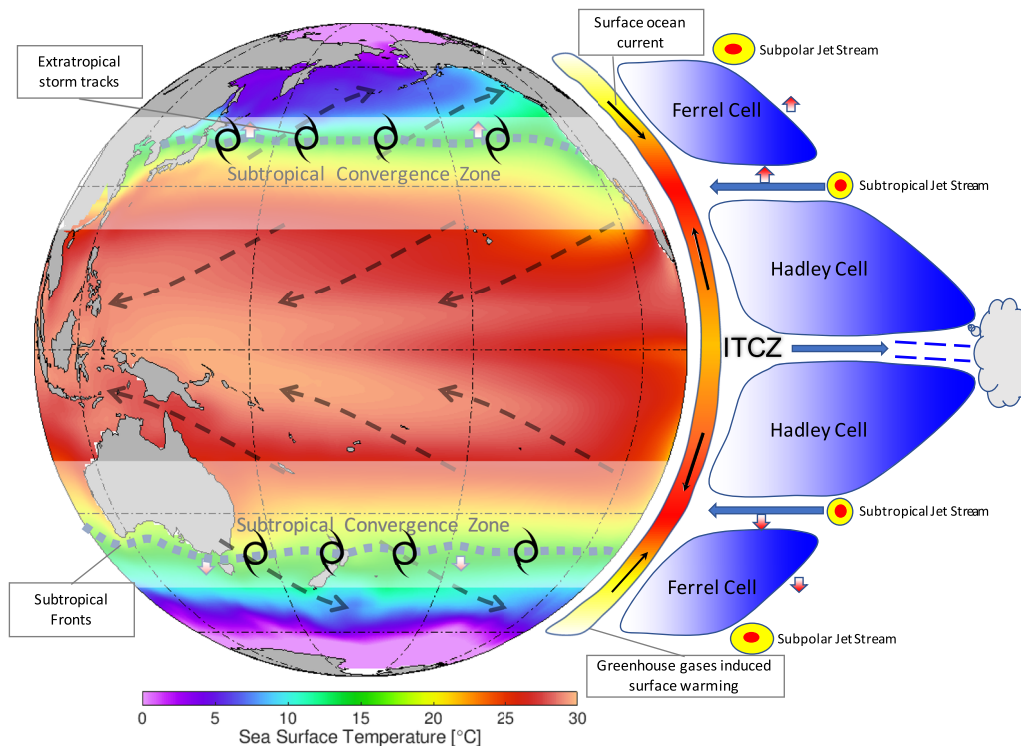 Surface ocean
current
Subpolar Jet Stream
Extratropical
storm tracks
Ferrel Cell
Subtropical Convergence Zone
Subtropical Jet Stream
Hadley Cell
ITCZ
Hadley Cell
Subtropical Convergence Zone
Subtropical Jet Stream
Ferrel Cell
Subtropical
Fronts
Subpolar Jet Stream
Greenhouse gases induced
surface warming
0 5 10 15 20 25 30
Sea Surface Temperature [°C]